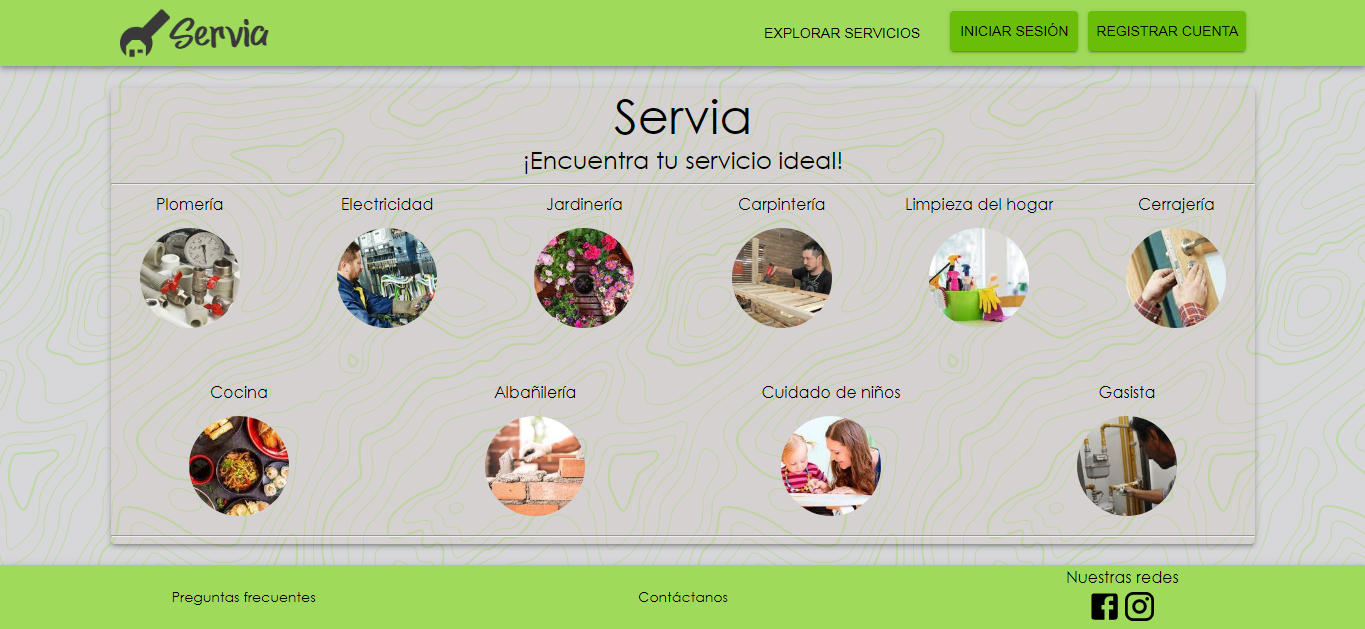 Servia
EXPLORAR SERVICIOS
INICIAR SESIÓN
REGISTRAR CUENTA
Servia
¡Encuentra tu servicio ideal!
Plomería
Electricidad
Jardinería
Carpintería
Limpieza del hogar
Cerrajería
Cocina
Albañilería
Cuidado de niños
Gasista
Preguntas frecuentes
Contáctanos
Nuestras redes